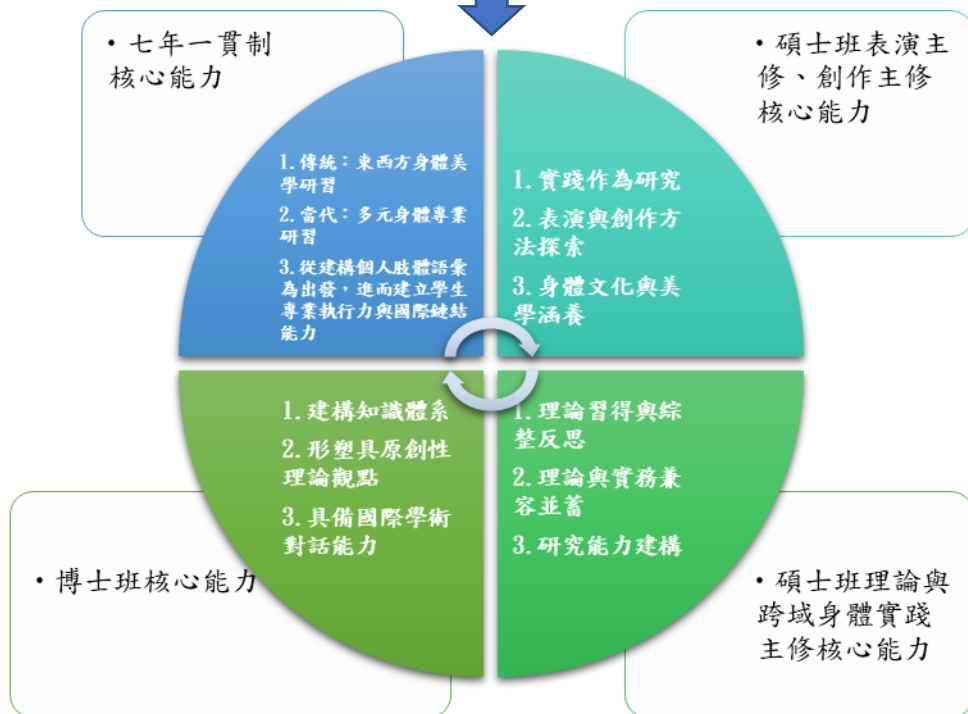 ・七年一貫制
核心能力
1.傳統：東西方身體美
學研習
2.當代：多元身體專業
研習
3.從建構個人肢體語彙
為出發，進而建立學生
專業執行力與國際鏈結
能力
・碩士班表演主
修、創作主修
核心能力
1.實踐作為研究
2.表演與創作方
法探索
3.身體文化與美
學涵養
1.建構知識體系
2.形塑具原創性
理論觀點
3.具備國際學術
對話能力
・博士班核心能力
1.理論習得與綜
整反思
2.理論與實務兼
容並蓄
3.研究能力建構
・碩士班理論與
跨域身體實踐
主修核心能力